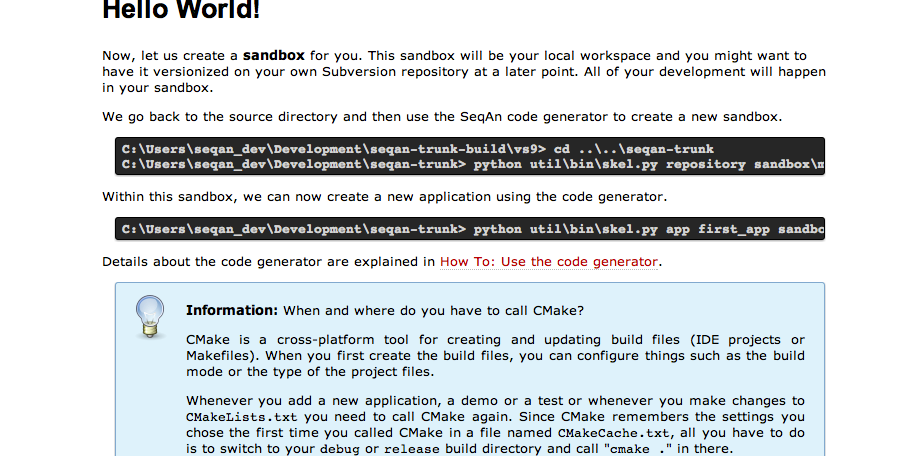 Hello World!
Now, let us create a sandbox for you. This sandbox will be your local workspace and you might want to
have it versionized on your own Subversion repository at a later point. All of your development will happen
in your sandbox.
We go back to the source directory and then use the SeqAn code generator to create a new sandbox.
C:\Users\seqan_dev\Development\seqan-trunk-build\vs9> cd ..\..\seqan-trunk
C:\Users\seqan_dev\Development\seqan-trunk> python util\bin\skel.py repository sandbox\
Within this sandbox, we can now create a new application using the code generator.
C:\Users\seqan_dev\Development\seqan-trunk> python util\bin\skel.py app first_app sandbo
Details about the code generator are explained in How To: Use the code generator.
Information: When and where do you have to call CMake?
CMake is a cross-platform tool for creating and updating build files (IDE projects or
Makefiles). When you first create the build files, you can configure things such as the build
mode or the type of the project files.
Whenever you add a new application, a demo or a test or whenever you make changes to
CMakeLists.txt you need to call CMake again. Since CMake remembers the settings you
chose the first time you called CMake in a file named CMakeCache.txt, all you have to do
is to switch to your debug or release build directory and call "cmake ." in there.